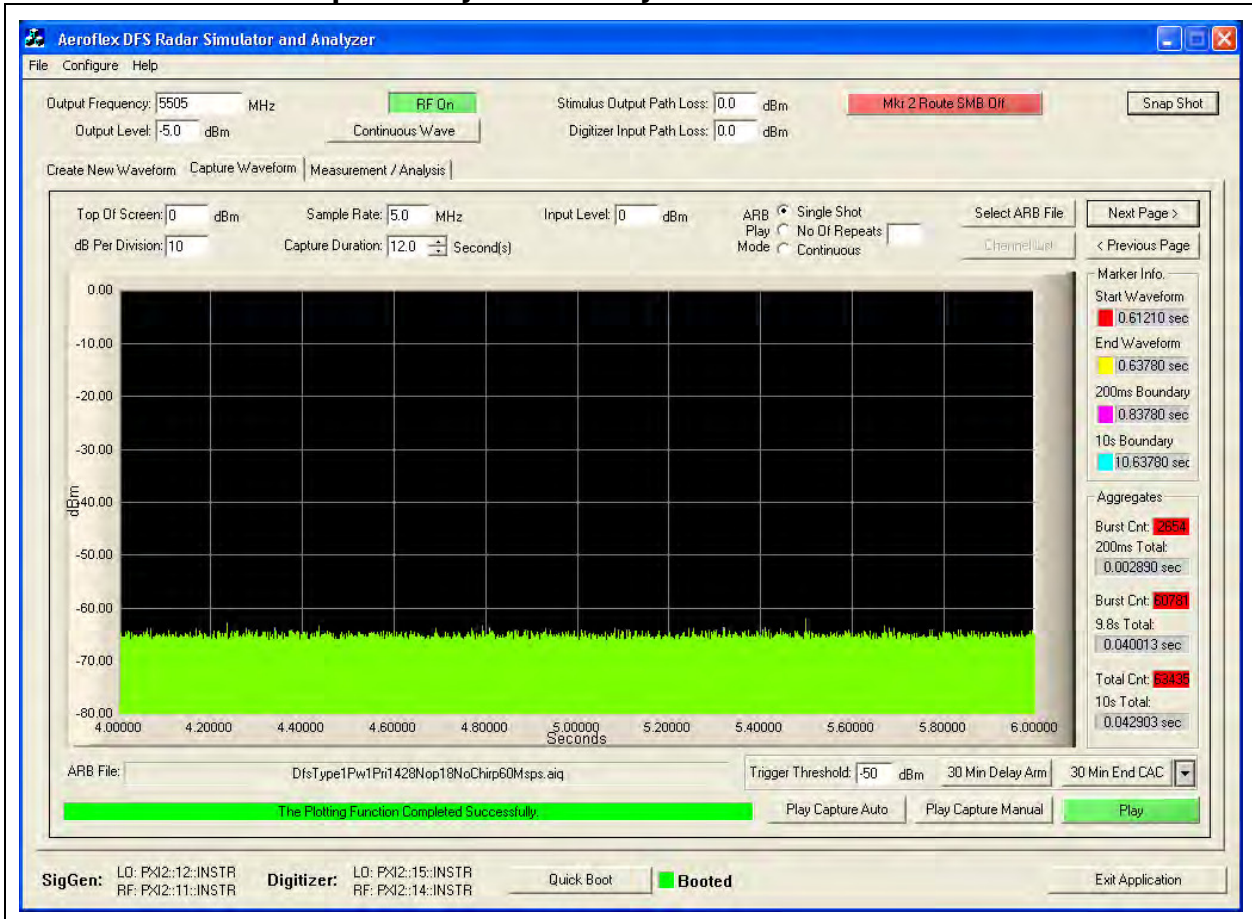 Aeroflex DFS Radar Simulator and Analyzer
File Configure Help
Output Frequency: 5505 MHz
RF On
Stimulus Output Path Loss: 0.0 dBm
Mkr 2 Route SMB Off
Snap Shot
Output Level: -5.0 dBm
Continuous Wave
Digitizer Input Path Loss: 0.0 dBm
Create New Waveform Capture Waveform Measurement / Analysis
Top Of Screen: 0 dBm
Sample Rate: 5.0 MHz
Input Level: 0 dBm
ARB Play Mode
Single Shot
No Of Repeats
Continuous
Select ARB File
Next Page >
dB Per Division: 10
Capture Duration: 12.0 Second(s)
Channel List
< Previous Page
0.00
-10.00
-20.00
-30.00
-40.00
-50.00
-60.00
-70.00
-80.00
dBm
4.00000 4.20000 4.40000 4.60000 4.80000 5.00000 5.20000 5.40000 5.60000 5.80000 6.00000
Seconds
Marker Info.
Start Waveform
0.61210 sec
End Waveform
0.63780 sec
200ms Boundary
0.83780 sec
10s Boundary
10.63780 sec
Aggregates
Burst Cnt: 2654
200ms Total:
0.002890 sec
Burst Cnt: 60781
9.8s Total:
0.040013 sec
Total Cnt: 63435
10s Total:
0.042903 sec
ARB File: DfsType1Pw1Pri1428Nop18NoChirp60Msps.aiq
Trigger Threshold: -50 dBm
30 Min Delay Arm
30 Min End CAC
The Plotting Function Completed Successfully.
Play Capture Auto
Play Capture Manual
Play
SigGen: LO: PXI2::12::INSTR
RF: PXI2::11::INSTR
Digitizer: LO: PXI2::15::INSTR
RF: PXI2::14::INSTR
Quick Boot
Booted
Exit Application